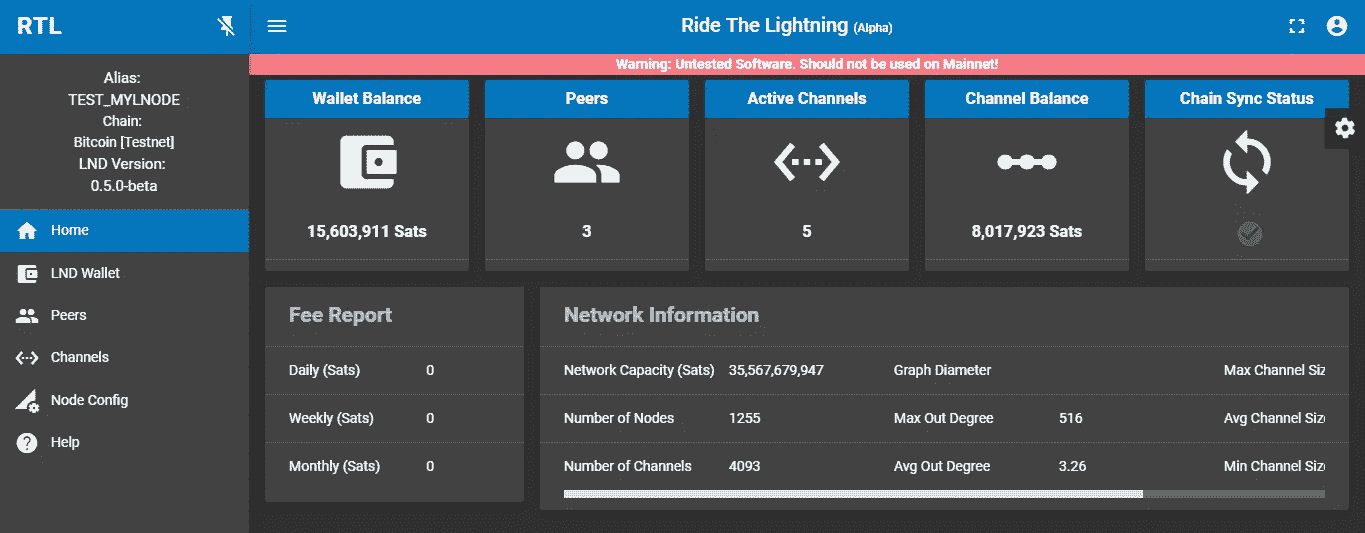 RTL
Ride The Lightning (Alpha)
Warning: Untested Software. Should not be used on Mainnet!
Alias:
TEST_MYLNODE
Chain:
Bitcoin [Testnet]
LND Version:
0.5.0-beta
Home
LND Wallet
Peers
Channels
Node Config
Help
Wallet Balance
15,603,911 Sats
Peers
3
Active Channels
5
Channel Balance
8,017,923 Sats
Chain Sync Status
Fee Report
Daily (Sats) 0
Weekly (Sats) 0
Monthly (Sats) 0
Network Information
Network Capacity (Sats) 35,567,679,947 Graph Diameter Max Channel Siz
Number of Nodes 1255 Max Out Degree 516 Avg Channel Siz
Number of Channels 4093 Avg Out Degree 3.26 Min Channel Siz